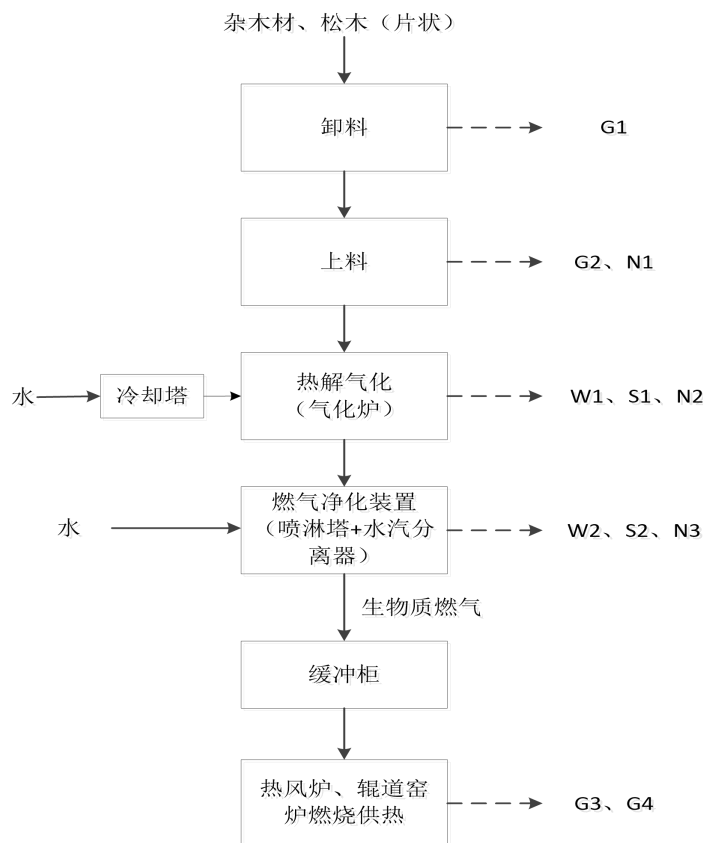 杂木材、松木（片状）
卸料
G1
上料
G2、N1
水
冷却塔
热解气化
（气化炉）
W1、S1、N2
水
燃气净化装置
（喷淋塔+水汽分
离器）
W2、S2、N3
生物质燃气
缓冲柜
热风炉、辊道窑
炉燃烧供热
G3、G4